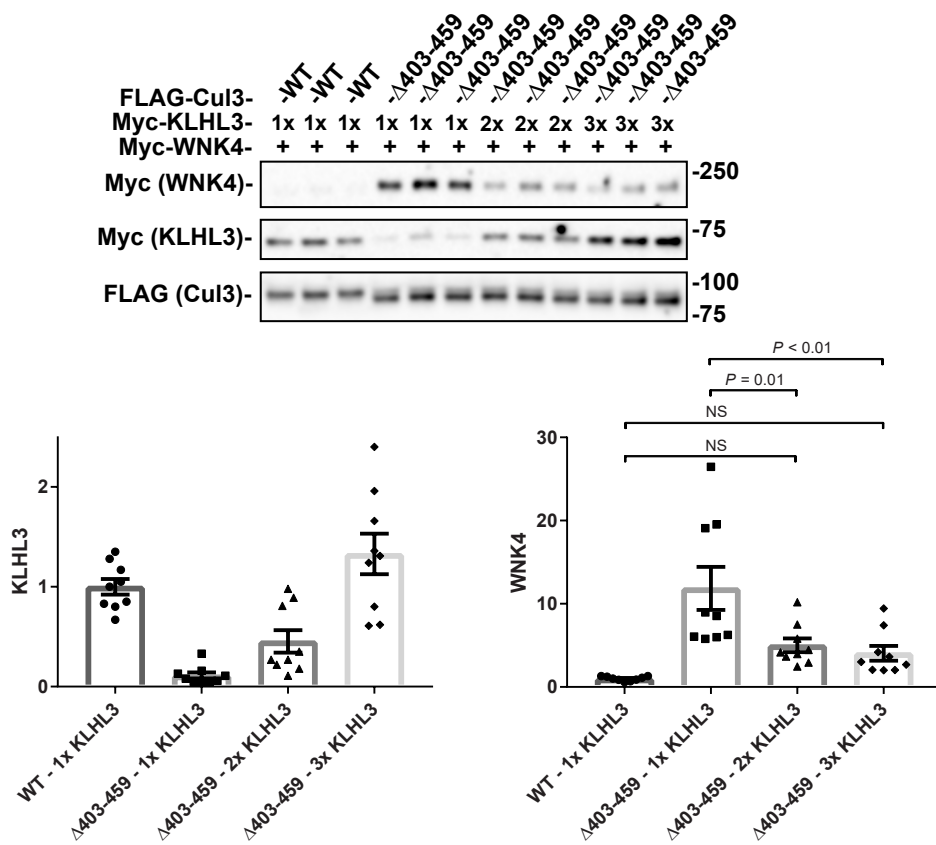 -WT -WT -WT -Δ403-459 -Δ403-459 -Δ403-459 -Δ403-459 -Δ403-459 -Δ403-459 -Δ403-459 -Δ403-459 -Δ403-459
FLAG-Cul3-
Myc-KLHL3- 1x 1x 1x 1x 1x 1x 2x 2x 2x 3x 3x 3x
Myc-WNK4- + + + + + + + + + + + +
Myc (WNK4)- -250
Myc (KLHL3)- -75
FLAG (Cul3)- -100
-75
KLHL3
2
1
0
WT - 1x KLHL3
Δ403-459 - 1x KLHL3
Δ403-459 - 2x KLHL3
Δ403-459 - 3x KLHL3
P < 0.01
P = 0.01
NS
NS
WNK4
30
20
10
0
WT - 1x KLHL3
Δ403-459 - 1x KLHL3
Δ403-459 - 2x KLHL3
Δ403-459 - 3x KLHL3